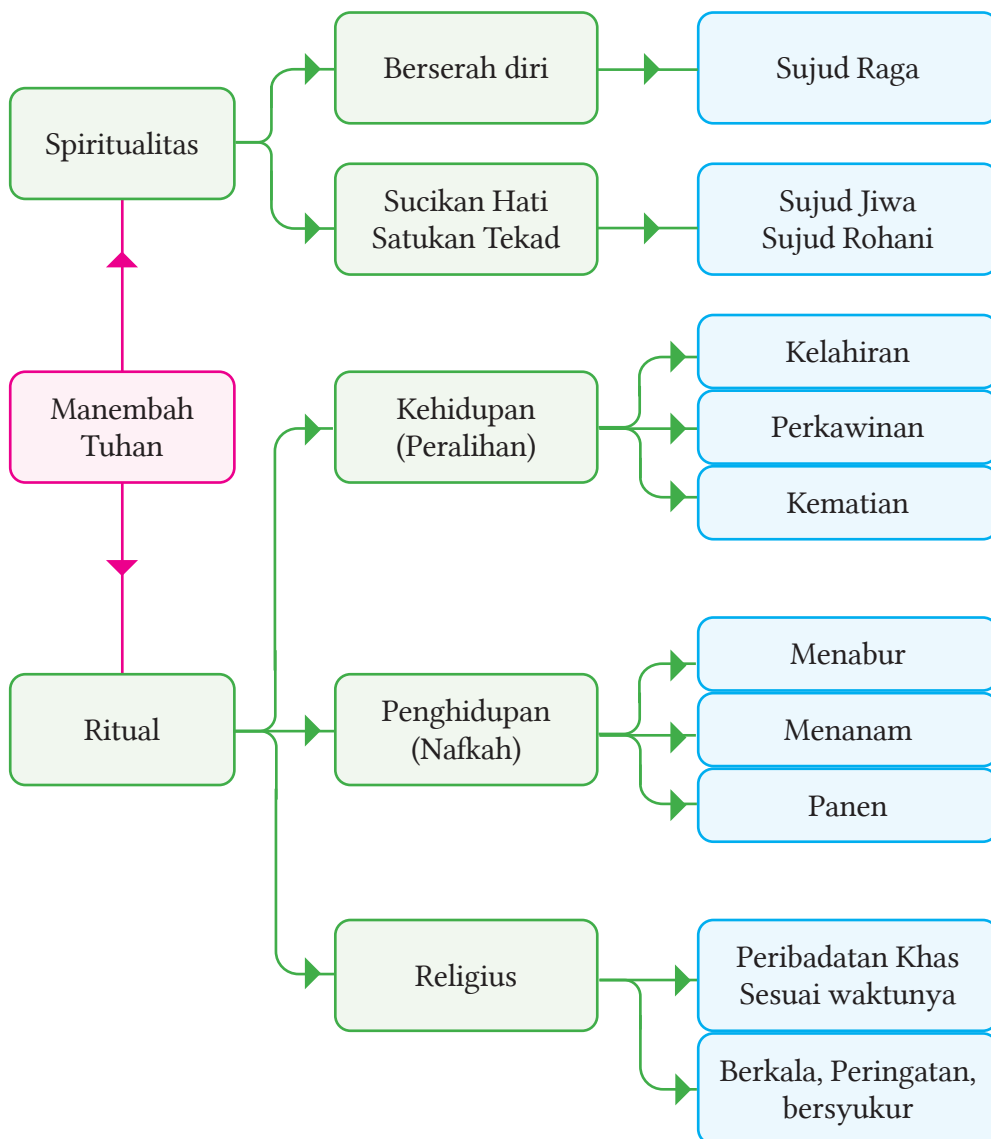 Berserah diri
Sujud Raga
Spiritualitas
Sucikan Hati
Satukan Tekad
Sujud Jiwa
Sujud Rohani
Manembah
Tuhan
Kehidupan
(Peralihan)
Kelahiran
Perkawinan
Kematian
Ritual
Penghidupan
(Nafkah)
Menabur
Menanam
Panen
Religius
Peribadatan Khas
Sesuai waktunya
Berkala, Peringatan,
bersyukur